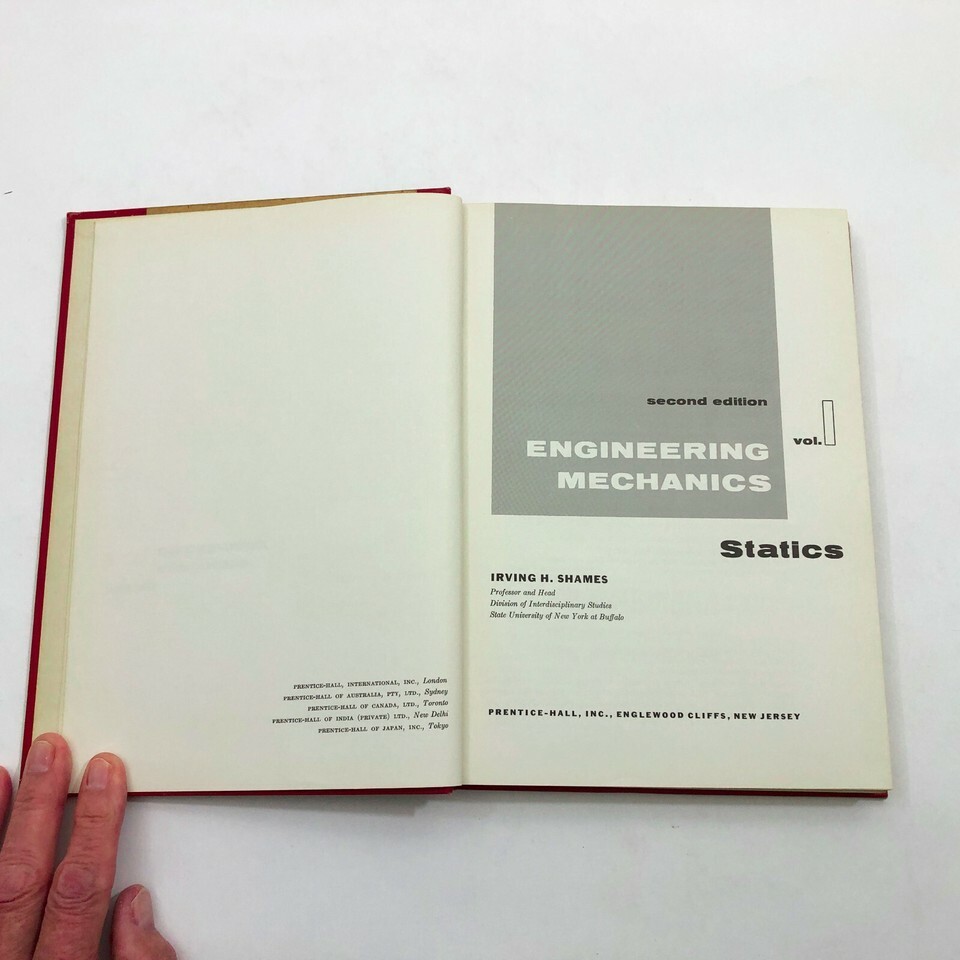 PRENTICE-HALL, INTERNATIONAL, INC., London
PRENTICE-HALL OF AUSTRALIA, PTY, LTD., Sydney
PRENTICE-HALL OF CANADA, LTD., Toronto
PRENTICE-HALL OF INDIA (PRIVATE) LTD., New Delhi
PRENTICE-HALL OF JAPAN, INC., Tokyo
second edition
vol. I
ENGINEERING
MECHANICS
Statics
IRVING H. SHAMES
Professor and Head
Division of Interdisciplinary Studies
State University of New York at Buffalo
PRENTICE-HALL, INC., ENGLEWOOD CLIFFS, NEW JERSEY